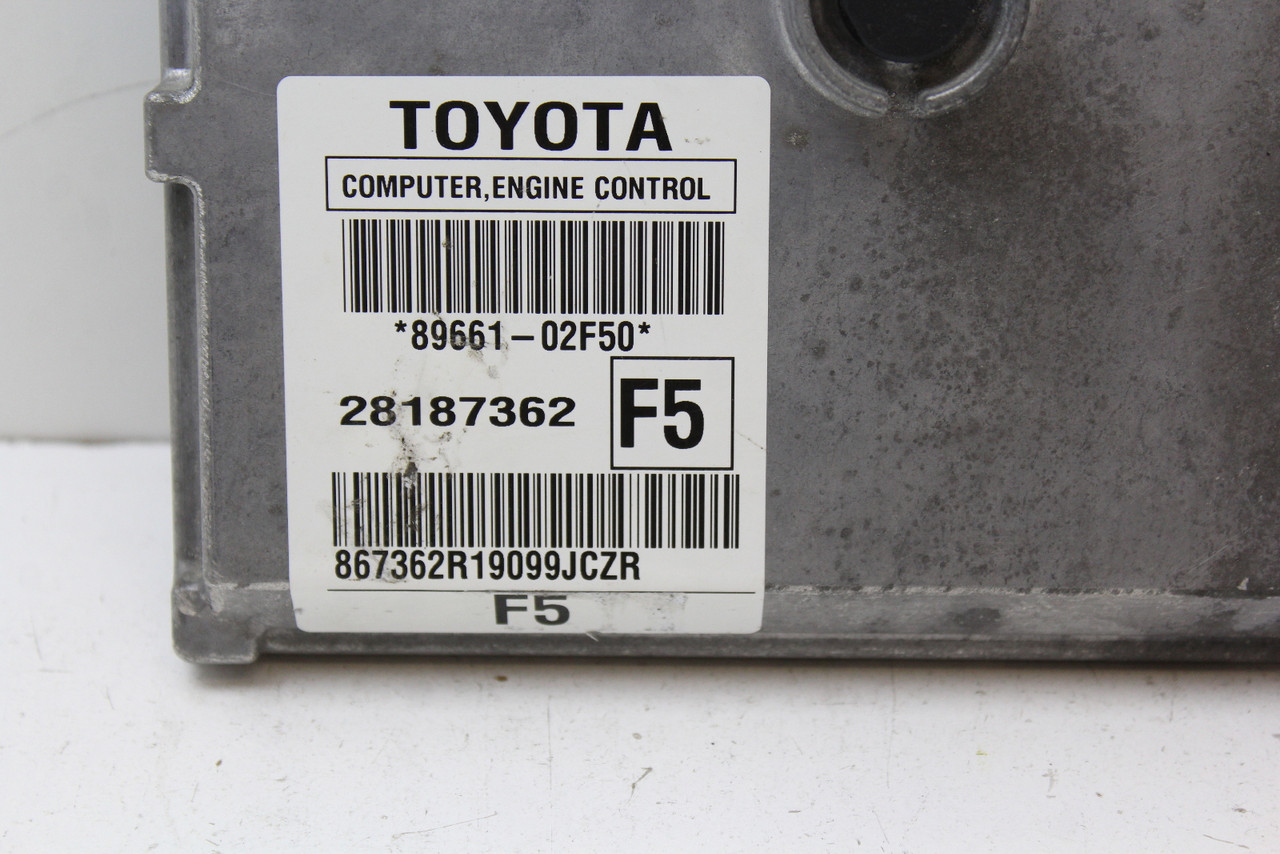 TOYOTA
COMPUTER,ENGINE CONTROL
*89661-02F50*
28187362 F5
867362R19099JCZR
F5